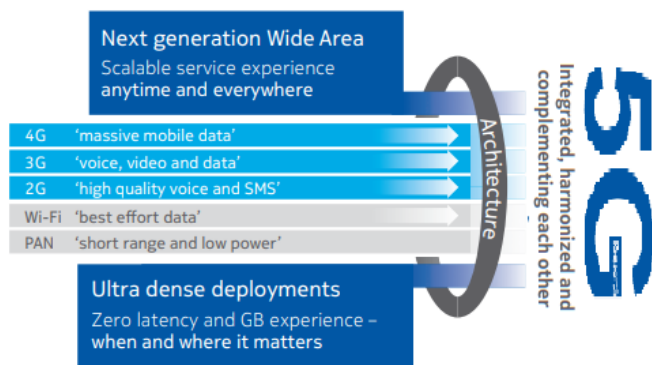 Next generation Wide Area
Scalable service experience
anytime and everywhere
4G 'massive mobile data'
3G 'voice, video and data'
2G 'high quality voice and SMS'
Wi-Fi 'best effort data'
PAN 'short range and low power'
Ultra dense deployments
Zero latency and GB experience –
when and where it matters
Architecture
Integrated, harmonized and
complementing each other
5G